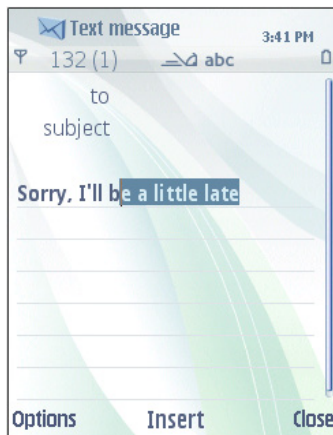 Text message
3:41 PM
132 (1) abc
to
subject
Sorry, I'll be a little late
Options Insert Close